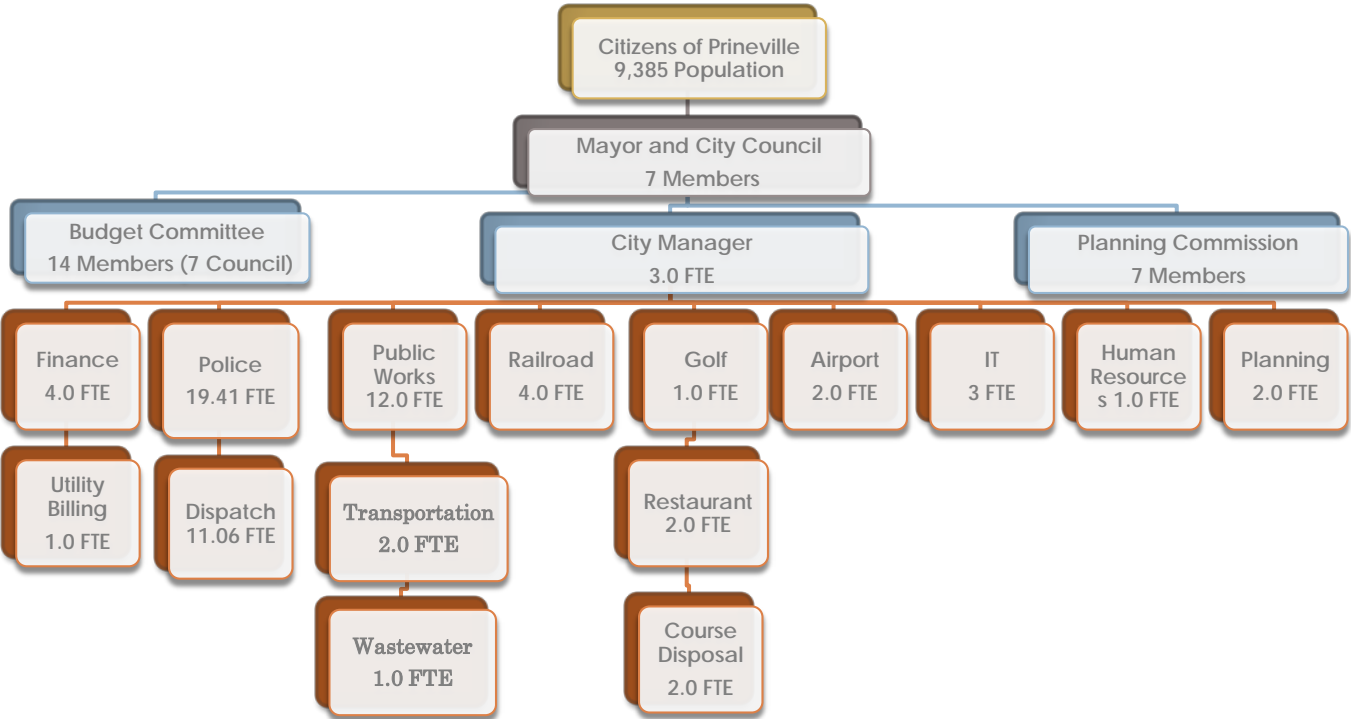 Citizens of Prineville
9,385 Population
Mayor and City Council
7 Members
Budget Committee
14 Members (7 Council)
City Manager
3.0 FTE
Planning Commission
7 Members
Finance
4.0 FTE
Police
19.41 FTE
Public
Works
12.0 FTE
Railroad
4.0 FTE
Golf
1.0 FTE
Airport
2.0 FTE
IT
3 FTE
Human
Resource
s 1.0 FTE
Planning
2.0 FTE
Utility
Billing
1.0 FTE
Dispatch
11.06 FTE
Transportation
2.0 FTE
Restaurant
2.0 FTE
Wastewater
1.0 FTE
Course
Disposal
2.0 FTE